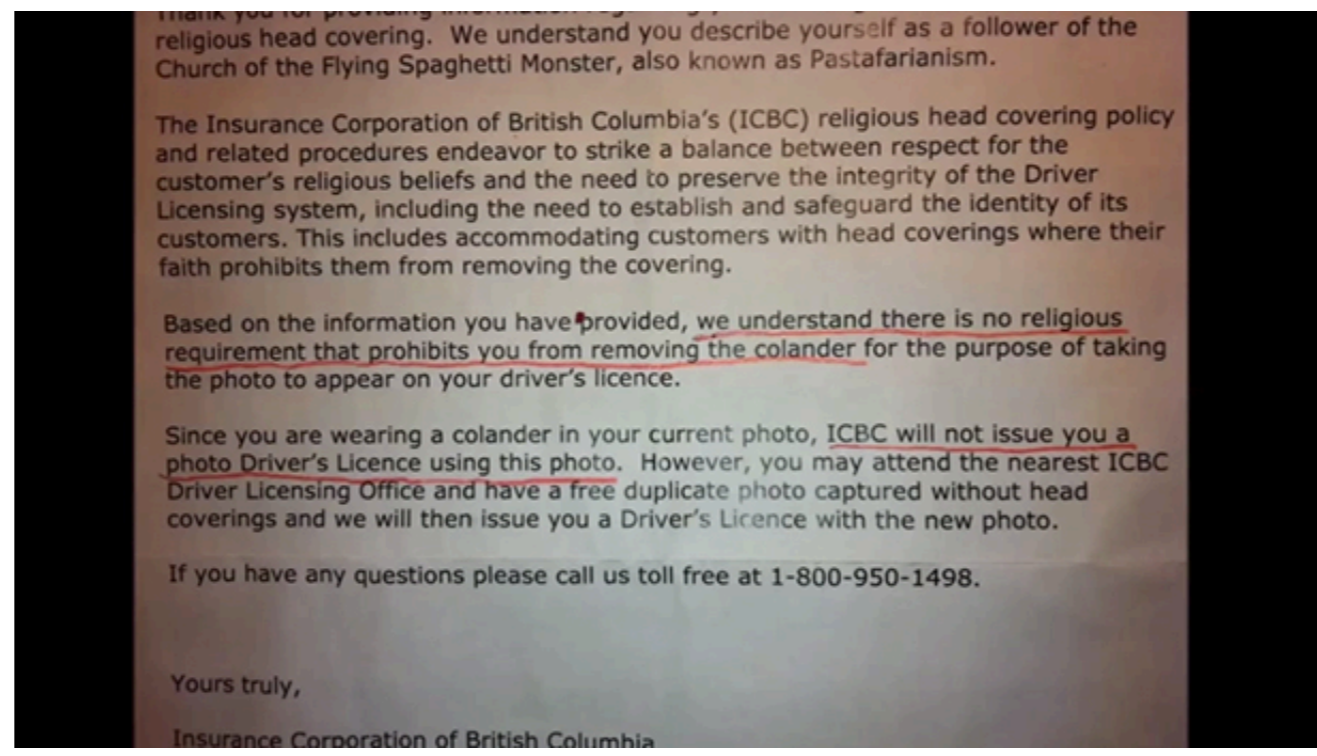 Thank you for providing information regarding
religious head covering. We understand you describe yourself as a follower of the
Church of the Flying Spaghetti Monster, also known as Pastafarianism.
The Insurance Corporation of British Columbia's (ICBC) religious head covering policy
and related procedures endeavor to strike a balance between respect for the
customer's religious beliefs and the need to preserve the integrity of the Driver
Licensing system, including the need to establish and safeguard the identity of its
customers. This includes accommodating customers with head coverings where their
faith prohibits them from removing the covering.
Based on the information you have provided, we understand there is no religious
requirement that prohibits you from removing the colander for the purpose of taking
the photo to appear on your driver's licence.
Since you are wearing a colander in your current photo, ICBC will not issue you a
photo Driver's Licence using this photo. However, you may attend the nearest ICBC
Driver Licensing Office and have a free duplicate photo captured without head
coverings and we will then issue you a Driver's Licence with the new photo.
If you have any questions please call us toll free at 1-800-950-1498.
Yours truly,
Insurance Corporation of British Columbia